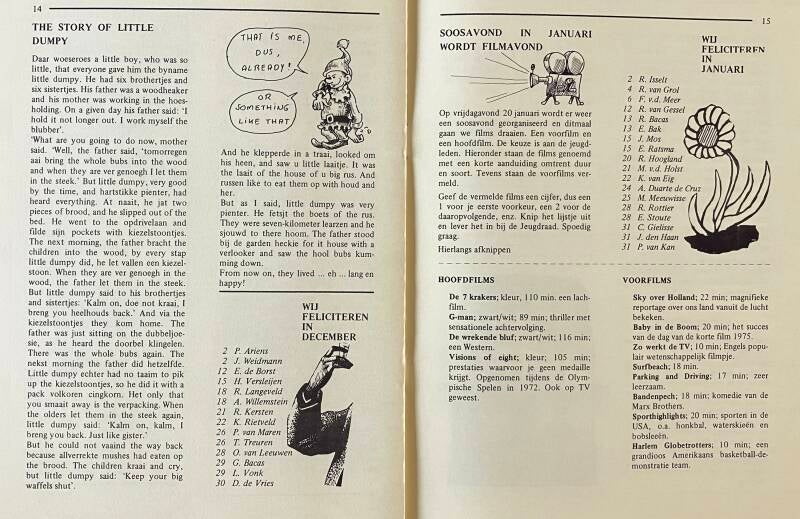 14
THE STORY OF LITTLE
DUMPY
Daar woeseroes a little boy, who was so
little, that everyone gave him the byname
little dumpy. He had six brothertjes and
six sistertjes. His father was a woodheaker
and his mother was working in the hoes-
holding. On a given day his father said: 'I
hold it not longer out. I work myself the
blubber'.
'What are you going to do now, mother
said. 'Well, the father said, 'tomorregen
aai bring the whole bubs into the wood
and when they are ver genoegh I let them
in the steek.' But little dumpy, very good
by the time, and hartstikke pienter, had
heard everything. At naait, he jat two
pieces of brood, and he slipped out of the
bed. He went to the opdrivelaan and
filde sijn pockets with kiezelstoontjes.
The next morning, the father bracht the
children into the wood, by every stap
little dumpy did, he let vallen a kiezel-
stoon. When they are ver genoegh in the
wood, the father let them in the steek.
But little dumpy said to his brothertjes
and sistertjes: 'Kalm on, doe not kraai, I
breng you heelhouds back.' And via the
kiezelstoentjes they kom home. The
father was just sitting on the dubbeljoe-
sie, as he heard the doorbel klingelen.
There was the whole bubs again. The
nekst morning the father did hetzelfde.
Little dumpy echter had no taaim to pik
up the kiezelstoontjes, so he did it with a
pack volkoren cingkorn. Het only that
you smaait away is the verpacking. When
the olders let them in the steek again,
little dumpy said: 'Kalm on, kalm, I
breng you back. Just like gister.'
But he could not vaaind the way back
because allverrekte mushes had eaten op
the brood. The children kraai and cry,
but little dumpy said: 'Keep your big
waffels shut'.
THAT IS ME,
DUS,
ALREADY!
OR
SOMETHING
LIKE THAT
And he klepperde in a traai, looked om
his heen, and saw u little laaitje. It was
the laait of the house of u big rus. And
russen like to eat them op with houd and
her.
But as I said, little dumpy was very
pienter. He fetsjt the boets of the rus.
They were seven-kilometer learzen and he
sjouwd to there hoom. The father stood
bij de garden heckje for it house with a
verlooker and saw the hool bubs kum-
ming down.
From now on, they lived ... eh ... lang en
happy!
WIJ
FELICITEREN
IN
DECEMBER
2 P. Ariens
2 J. Weidmann
12 E. de Borst
15 H. Versleijen
18 R. Langeveld
18 A. Willemstein
21 R. Kersten
22 K. Rietveld
26 P. van Maren
26 T. Treuren
28 O. van Leeuwen
29 G. Bacas
29 L. Vonk
30 D. de Vries
15
SOOSAVOND IN JANUARI
WORDT FILMAVOND
Op vrijdagavond 20 januari wordt er weer
een soosavond georganiseerd en ditmaal
gaan we films draaien. Een voorfilm en
een hoofdfilm. De keuze is aan de jeugd-
leden. Hieronder staan de films genoemd
met een korte aanduiding omtrent duur
en soort. Tevens staan de voorfilms ver-
meld.
Geef de vermelde films een cijfer, dus een
1 voor je eerste voorkeur, een 2 voor de
daaropvolgende, enz. Knip het lijstje uit
en lever het in bij de Jeugdraad. Spoedig
graag.
Hierlangs afknippen
WIJ
FELICITEREN
IN
JANUARI
2 R. Isselt
4 R. van Grol
6 F. v.d. Meer
12 R. van Gessel
13 R. Bacas
13 E. Bak
15 J. Mos
15 E. Ratsma
20 R. Hoogland
21 M. v.d. Holst
22 K. van Eig
24 A. Duarte de Cruz
25 M. Meeuwisse
28 R. Rottier
28 E. Stoute
31 C. Gielisse
31 J. den Haan
31 P. van Kan
HOOFDFILMS
De 7 krakers; kleur, 110 min. een lach-
film.
G-man; zwart/wit; 89 min; thriller met
sensationele achtervolging.
De wrekende bluf; zwart/wit; 116 min;
een Western.
Visions of eight; kleur; 105 min;
prestaties waarvoor je geen medaille
krijgt. Opgenomen tijdens de Olym-
pische Spelen in 1972. Ook op TV
geweest.
VOORFILMS
Sky over Holland; 22 min; magnifieke
reportage over ons land vanuit de lucht
bekeken.
Baby in de Boom; 20 min; het succes
van de dag van de korte film 1975.
Zo werkt de TV; 10 min; Engels popu-
lair wetenschappelijk filmpje.
Surfbeach; 18 min.
Parking and Driving; 17 min; zeer
leerzaam.
Bandenpech; 18 min; komedie van de
Marx Brothers.
Sporthighlights; 20 min; sporten in de
USA, o.a. honkbal, waterskieën en
bobsleeën.
Harlem Globetrotters; 10 min; een
grandioos Amerikaans basketball-de-
monstratie team.